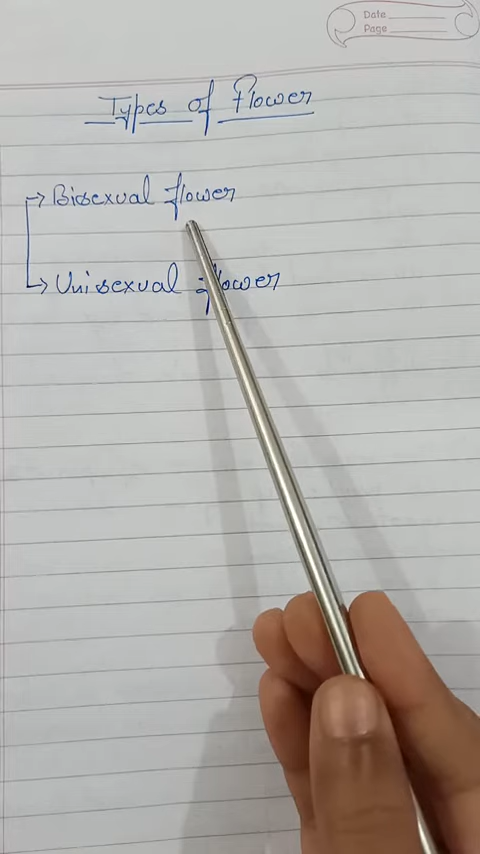 Date
Page
Types of Flower
→ Bisexual flower
→ Unisexual flower